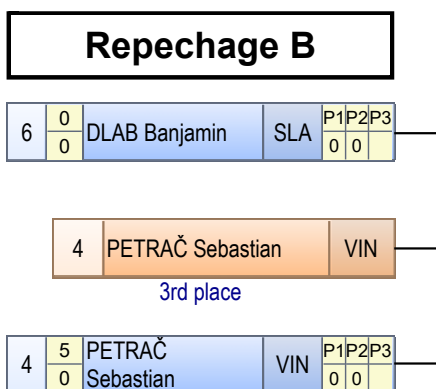 Repechage B
6 0 0 DLAB Banjamin SLA P1 P2 P3 0 0
4 PETRAČ Sebastian VIN
3rd place
4 5 0 PETRAČ Sebastian VIN P1 P2 P3 0 0